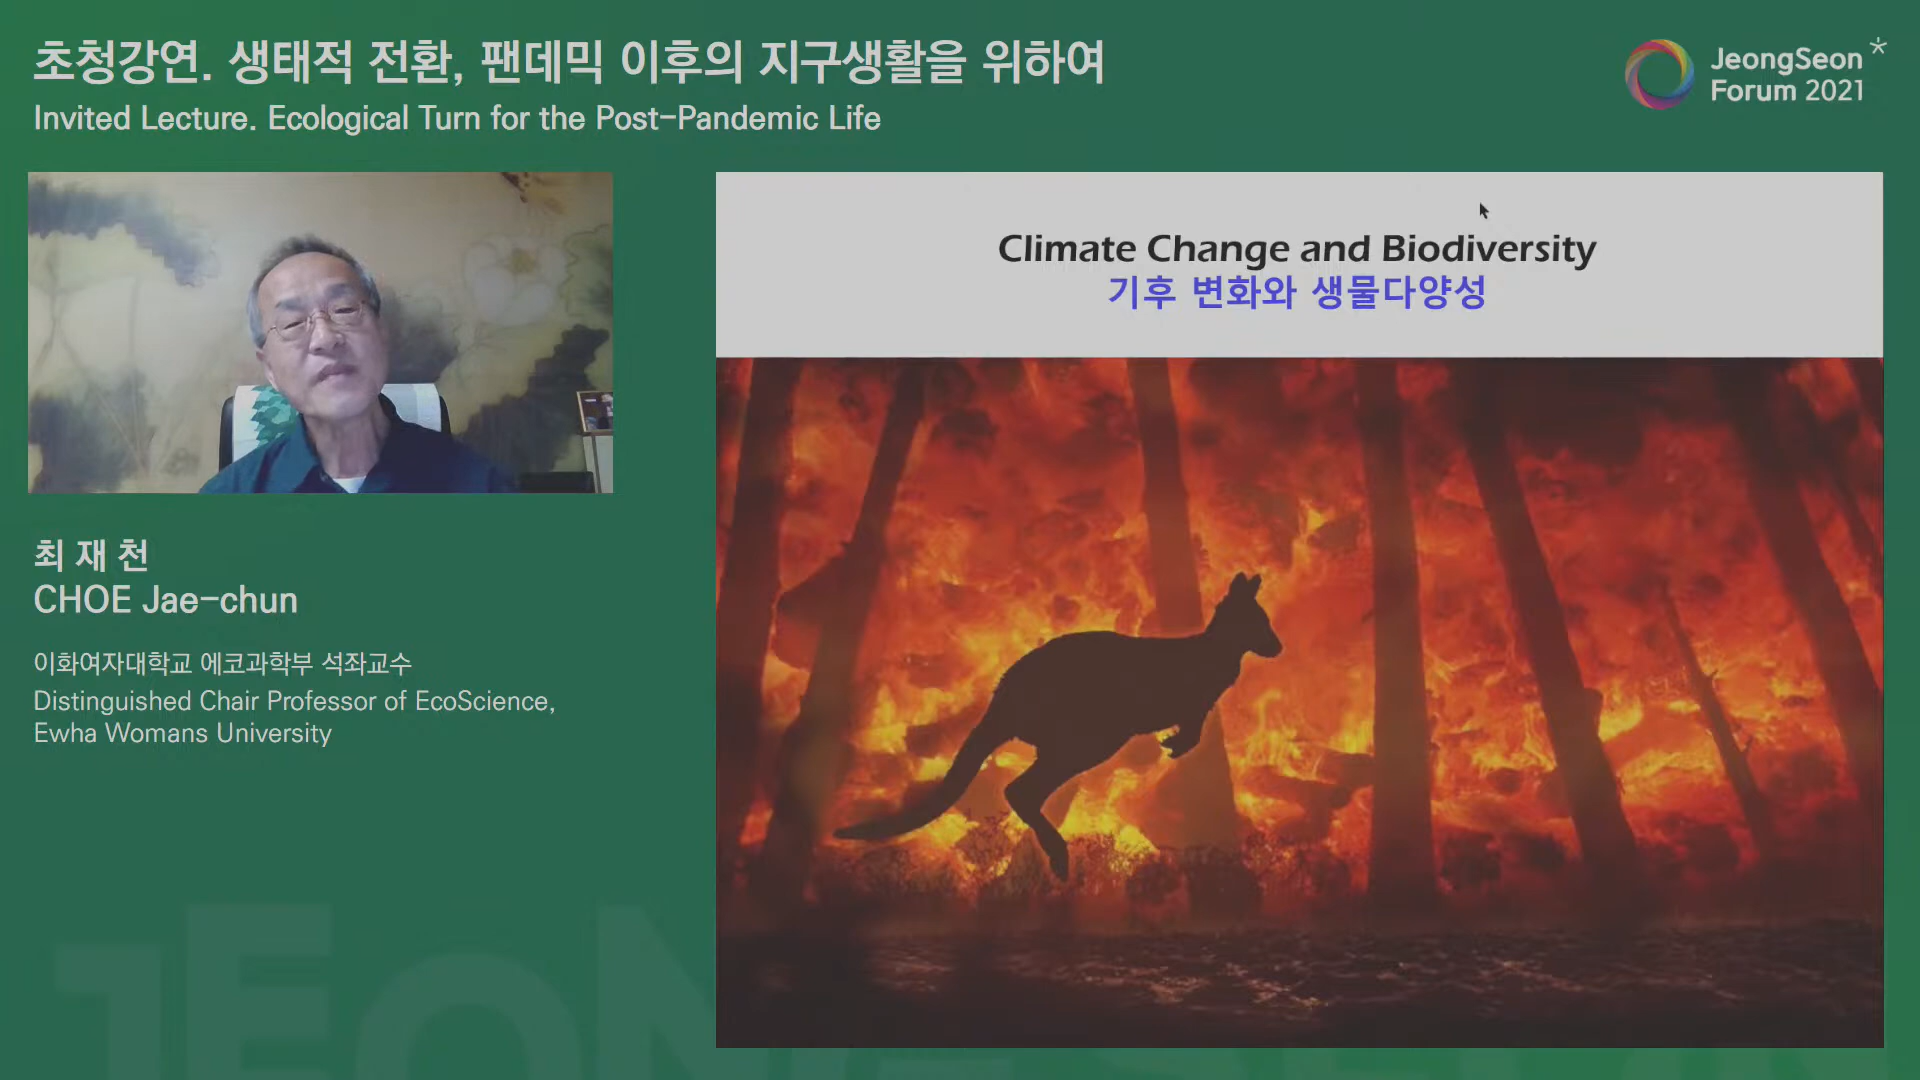 초청강연. 생태적 전환, 팬데믹 이후의 지구생활을 위하여
Invited Lecture. Ecological Turn for the Post-Pandemic Life
JeongSeon*
Forum 2021
Climate Change and Biodiversity
기후 변화와 생물다양성
최 재 천
CHOE Jae-chun
이화여자대학교 에코과학부 석좌교수
Distinguished Chair Professor of EcoScience,
Ewha Womans University
JEONGSEON